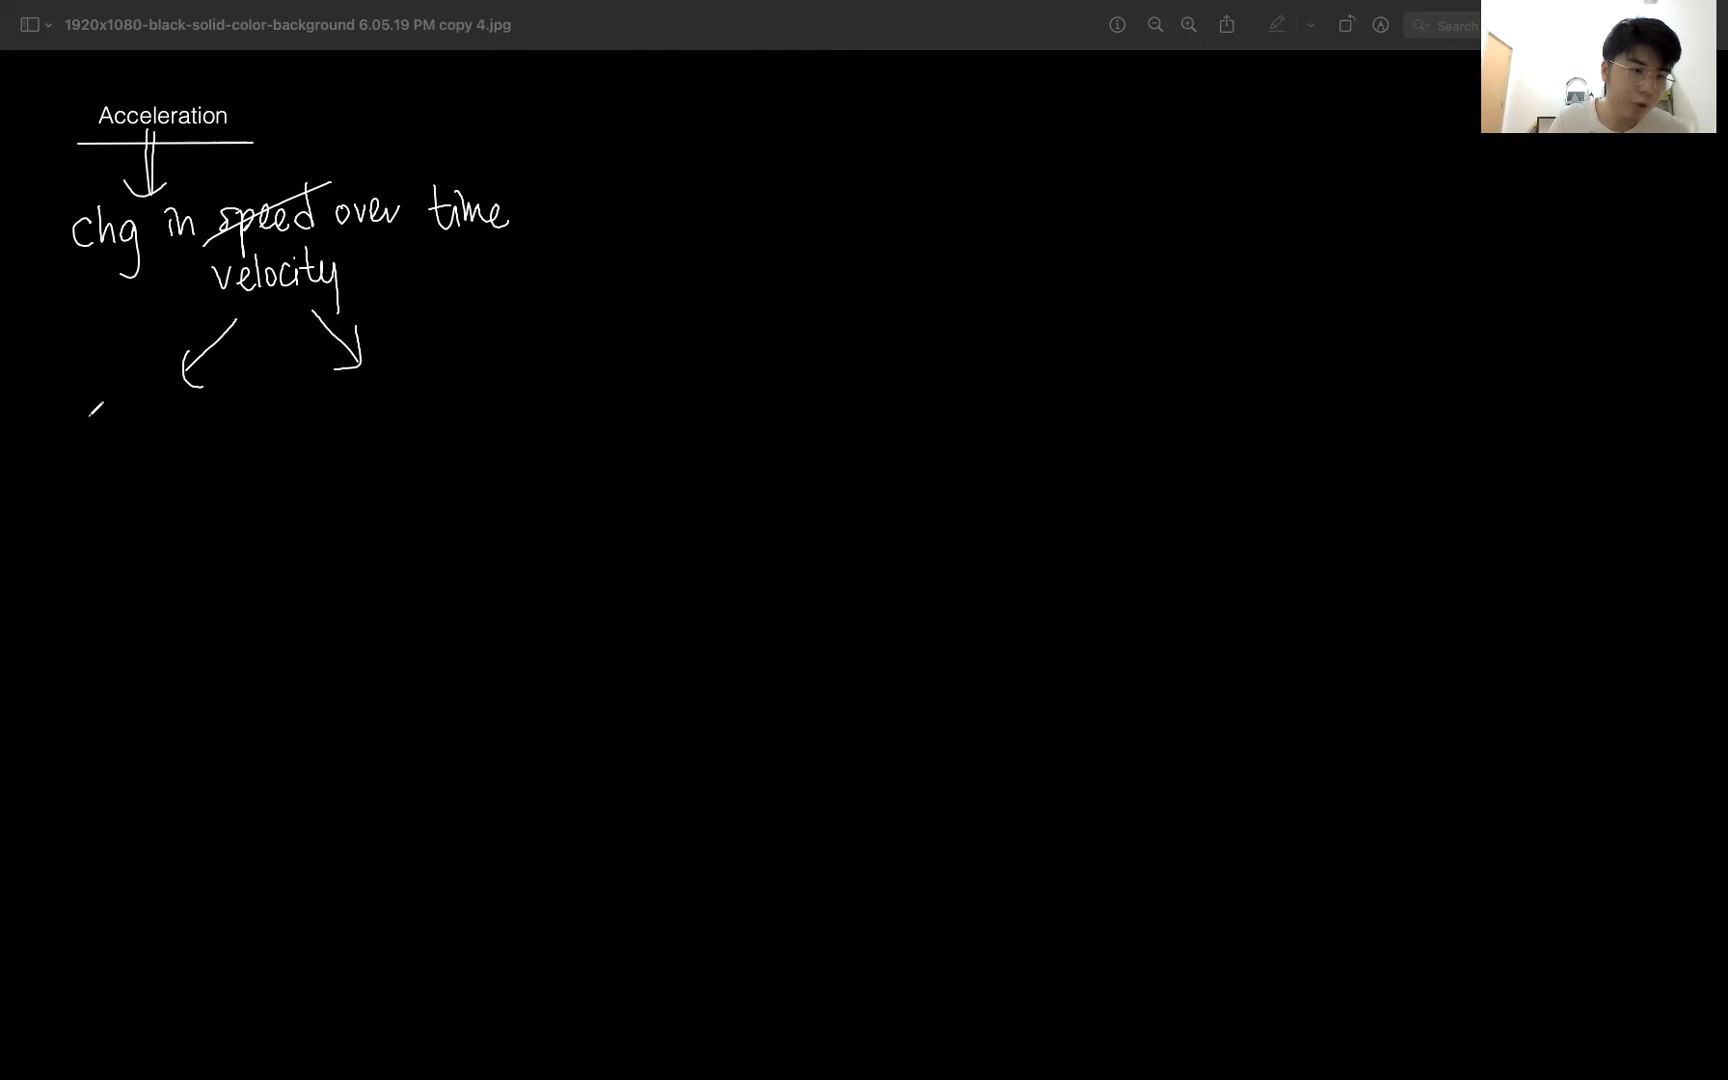 1920x1080-black-solid-color-background 6.05.19 PM copy 4.jpg
Search
Acceleration
chg in speed over time
velocity